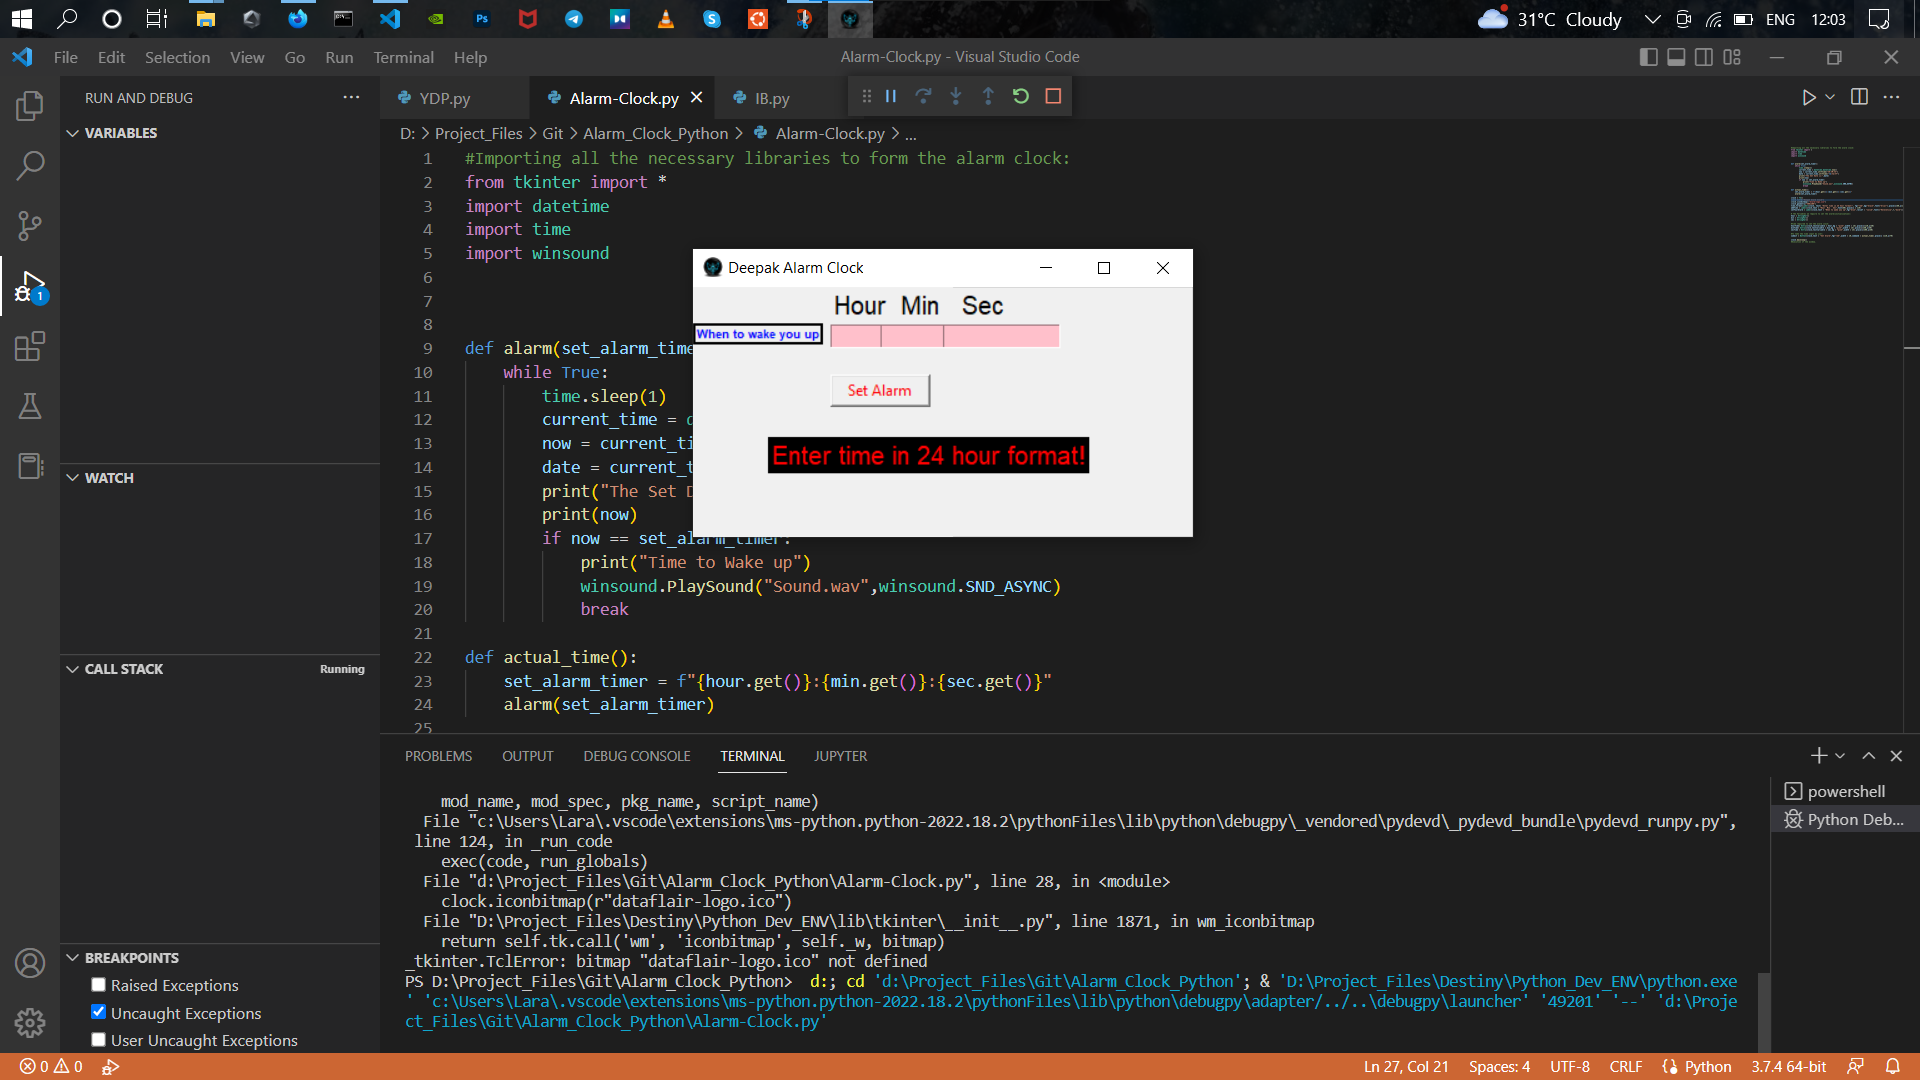 31°C Cloudy
ENG
12:03
File Edit Selection View Go Run Terminal Help
Alarm-Clock.py - Visual Studio Code
RUN AND DEBUG
YDP.py
Alarm-Clock.py
IB.py
VARIABLES
D: > Project_Files > Git > Alarm_Clock_Python > Alarm-Clock.py > ...
1 #Importing all the necessary libraries to form the alarm clock:
2 from tkinter import *
3 import datetime
4 import time
5 import winsound
6
7
8
9 def alarm(set_alarm_time
10 while True:
11 time.sleep(1)
12 current_time = d
13 now = current_ti
14 date = current_t
15 print("The Set D
16 print(now)
17 if now == set_alarm_timer:
18 print("Time to Wake up")
19 winsound.PlaySound("Sound.wav",winsound.SND_ASYNC)
20 break
21
22 def actual_time():
23 set_alarm_timer = f"{hour.get()}:{min.get()}:{sec.get()}"
24 alarm(set_alarm_timer)
25
Deepak Alarm Clock
Hour Min Sec
When to wake you up
Set Alarm
Enter time in 24 hour format!
1
WATCH
CALL STACK
Running
BREAKPOINTS
Raised Exceptions
Uncaught Exceptions
User Uncaught Exceptions
PROBLEMS OUTPUT DEBUG CONSOLE TERMINAL JUPYTER
mod_name, mod_spec, pkg_name, script_name)
File "c:\Users\Lara\.vscode\extensions\ms-python.python-2022.18.2\pythonFiles\lib\python\debugpy\_vendored\pydevd\_pydevd_bundle\pydevd_runpy.py",
line 124, in _run_code
exec(code, run_globals)
File "d:\Project_Files\Git\Alarm_Clock_Python\Alarm-Clock.py", line 28, in <module>
clock.iconbitmap(r"dataflair-logo.ico")
File "D:\Project_Files\Destiny\Python_Dev_ENV\lib\tkinter\__init__.py", line 1871, in wm_iconbitmap
return self.tk.call('wm', 'iconbitmap', self._w, bitmap)
_tkinter.TclError: bitmap "dataflair-logo.ico" not defined
PS D:\Project_Files\Git\Alarm_Clock_Python> d:; cd 'd:\Project_Files\Git\Alarm_Clock_Python'; & 'D:\Project_Files\Destiny\Python_Dev_ENV\python.exe
' 'c:\Users\Lara\.vscode\extensions\ms-python.python-2022.18.2\pythonFiles\lib\python\debugpy\adapter/../..\debugpy\launcher' '49201' '--' 'd:\Proje
ct_Files\Git\Alarm_Clock_Python\Alarm-Clock.py'
powershell
Python Deb...
0 0
Ln 27, Col 21
Spaces: 4
UTF-8
CRLF
Python
3.7.4 64-bit